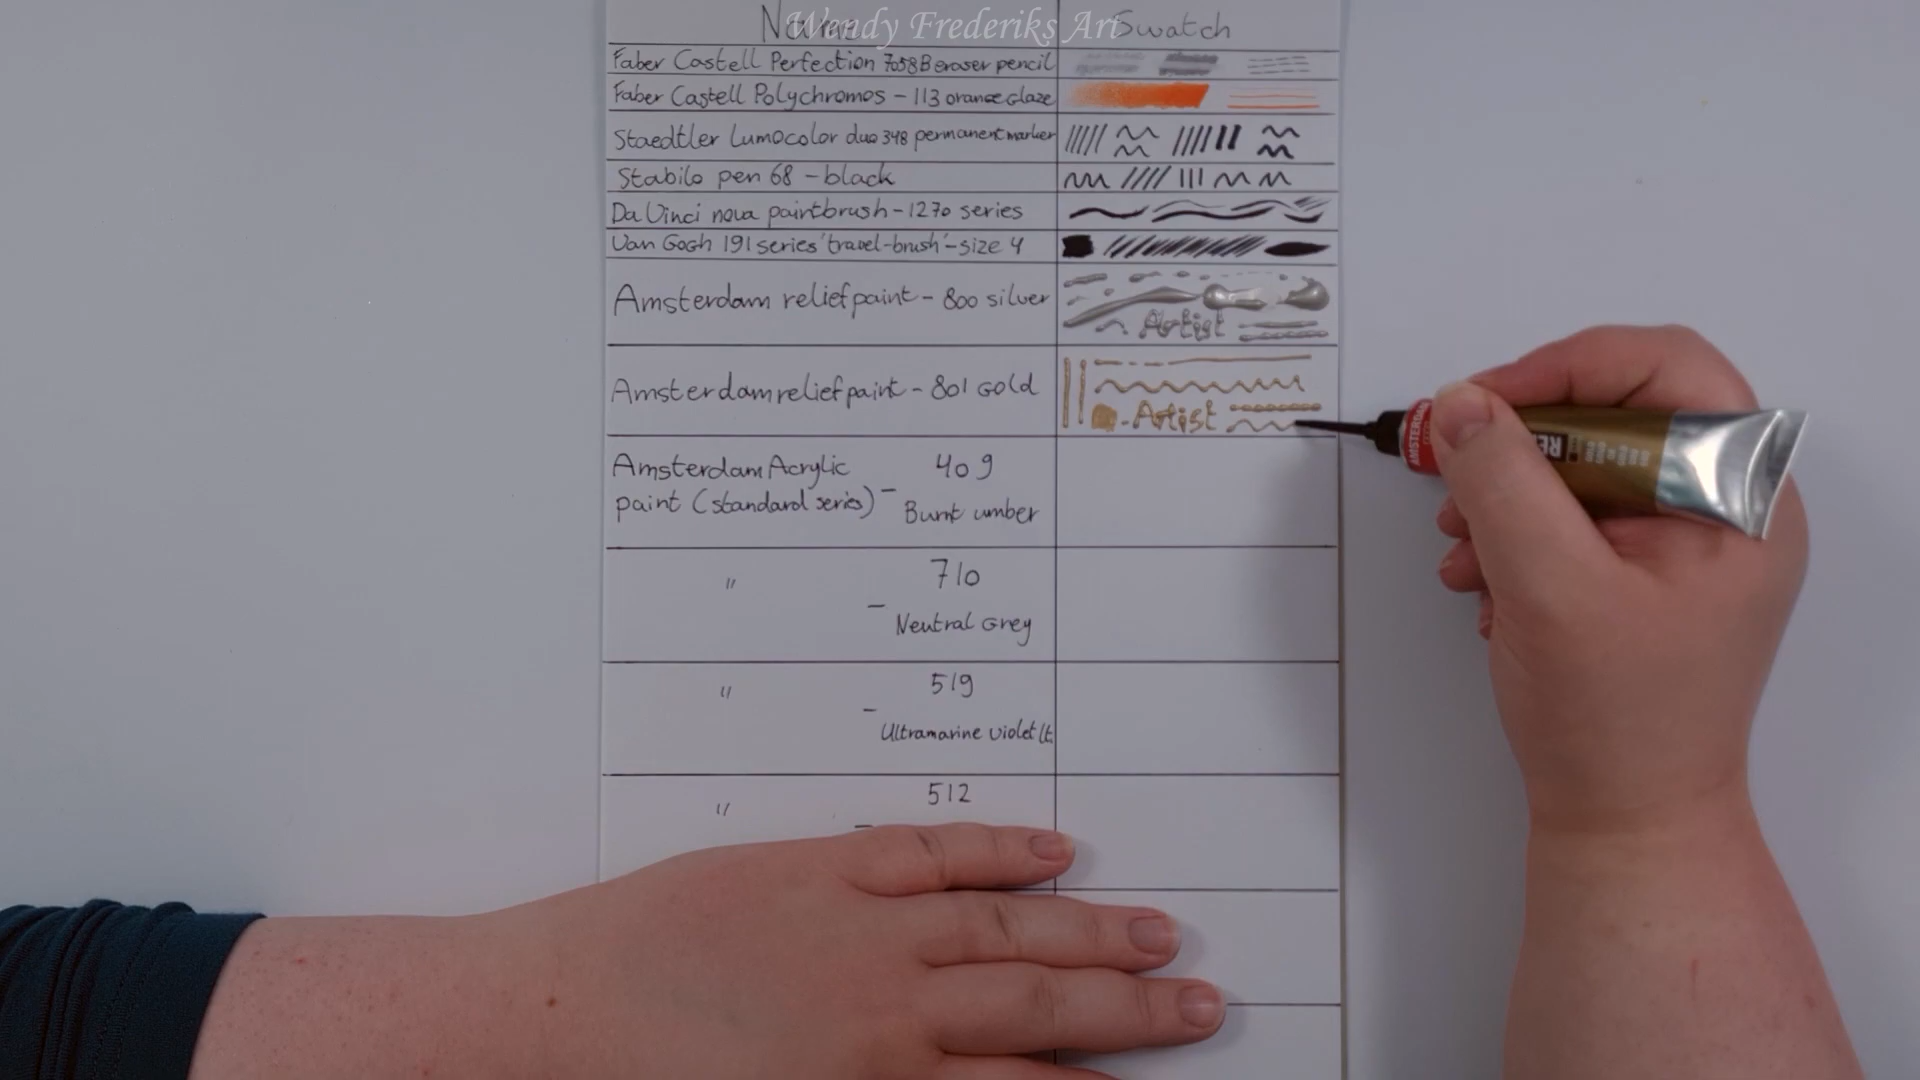 Name Swatch
Wendy Frederiks Art
Faber Castell Perfection 7058B eraser pencil
Faber Castell Polychromos - 113 orange Glaze
Staedtler Lumocolor duo 348 permanent marker
Stabilo pen 68 - black
Da Vinci nova paintbrush - 1270 series
Van Gogh 191 series 'travel-brush' - size 4
Amsterdam relief paint - 800 silver
Artist
Amsterdam relief paint - 801 Gold
Artist
AMSTERDAM
RE
Amsterdam Acrylic 409
paint (standard series) - Burnt umber
" 710
- Neutral Grey
" 519
- Ultramarine violet lt.
" 512
-